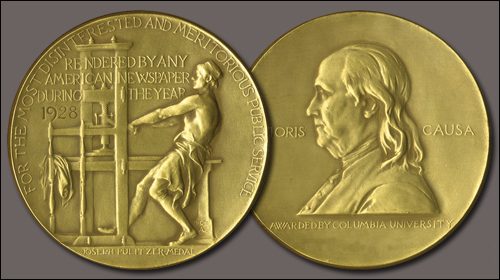 FOR THE MOST DISINTERESTED AND MERITORIOUS PUBLIC SERVICE
RENDERED BY ANY
AMERICAN NEWSPAPER
DURING THE YEAR
1928
JOSEPH PULITZER MEDAL
ORIS CAUSA
AWARDED BY COLUMBIA UNIVERSITY